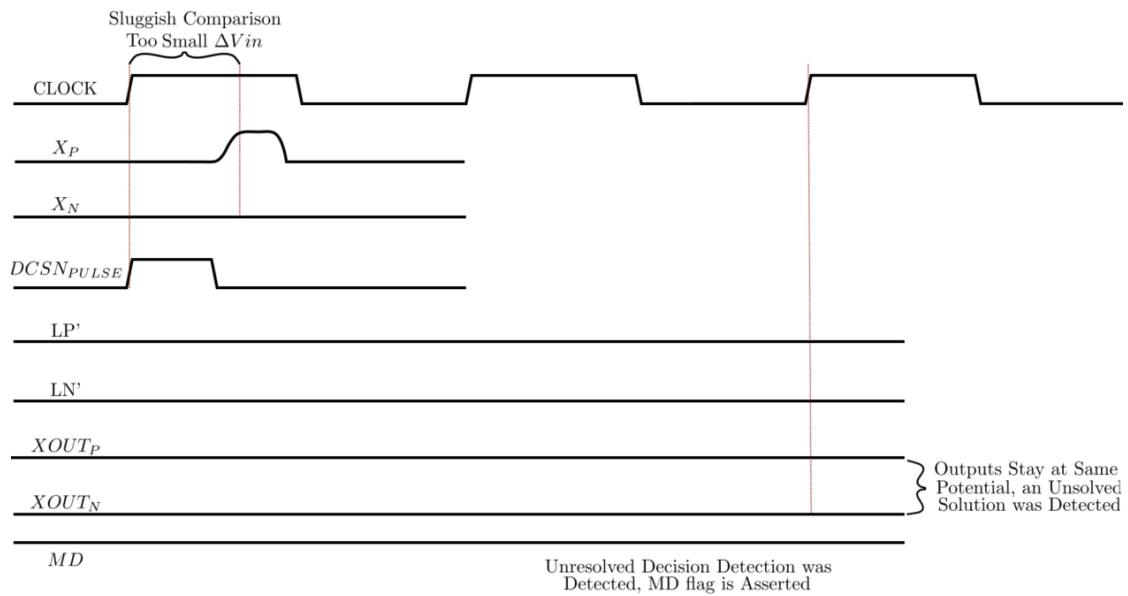 Sluggish Comparison
Too Small ΔVin
CLOCK
X_P
X_N
DCSN_PULSE
LP'
LN'
XOUT_P
XOUT_N
Outputs Stay at Same
Potential, an Unsolved
Solution was Detected
MD
Unresolved Decision Detection was
Detected, MD flag is Asserted